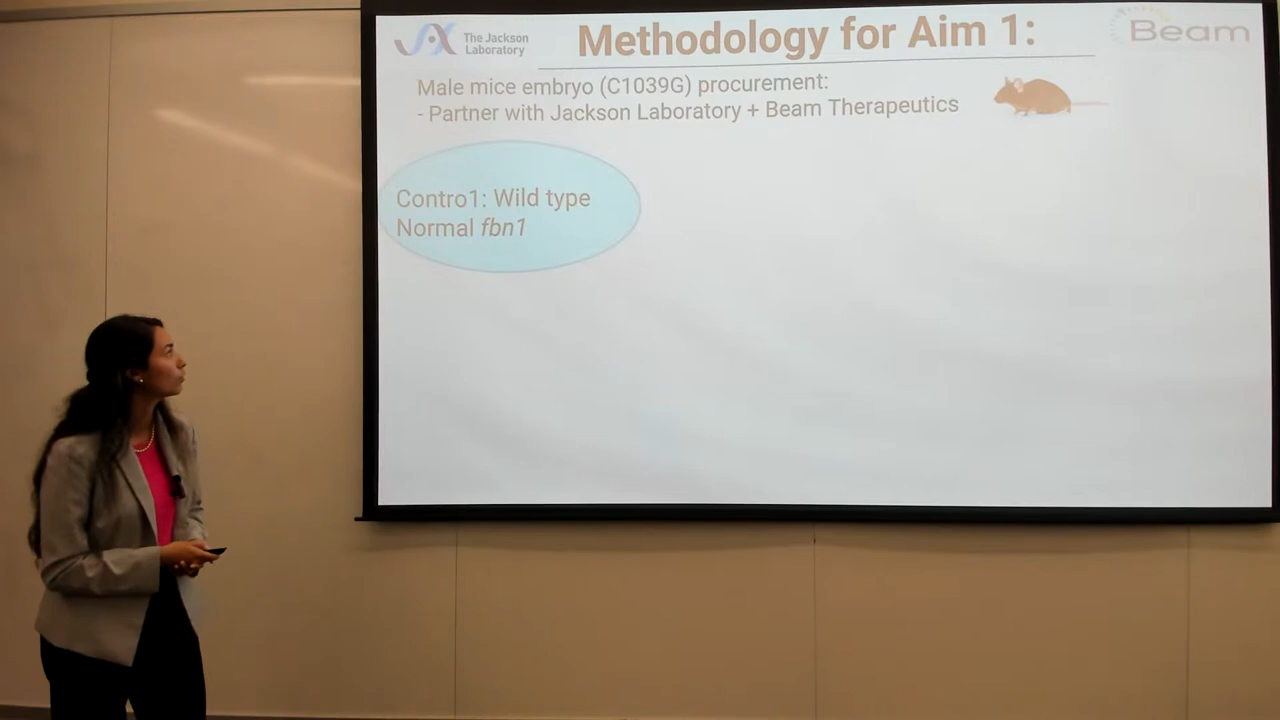 The Jackson
Laboratory
Methodology for Aim 1:
Beam
Male mice embryo (C1039G) procurement:
- Partner with Jackson Laboratory + Beam Therapeutics
Contro1: Wild type
Normal fbn1